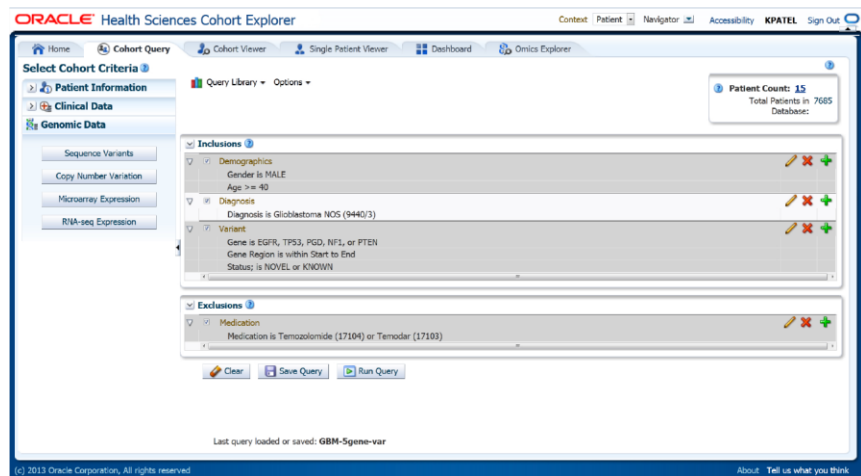 ORACLE Health Sciences Cohort Explorer
Context Patient Navigator Accessibility KPATEL Sign Out
Home Cohort Query Cohort Viewer Single Patient Viewer Dashboard Omics Explorer
Select Cohort Criteria
Patient Information
Clinical Data
Genomic Data
Sequence Variants
Copy Number Variation
Microarray Expression
RNA-seq Expression
Query Library Options
Patient Count: 15
Total Patients in 7685
Database:
Inclusions
Demographics
Gender is MALE
Age >= 40
Diagnosis
Diagnosis is Glioblastoma NOS (9440/3)
Variant
Gene is EGFR, TP53, PGD, NF1, or PTEN
Gene Region is within Start to End
Status; is NOVEL or KNOWN
Exclusions
Medication
Medication is Temozolomide (17104) or Temodar (17103)
Clear Save Query Run Query
Last query loaded or saved: GBM-5gene-var
(c) 2013 Oracle Corporation, All rights reserved
About Tell us what you think